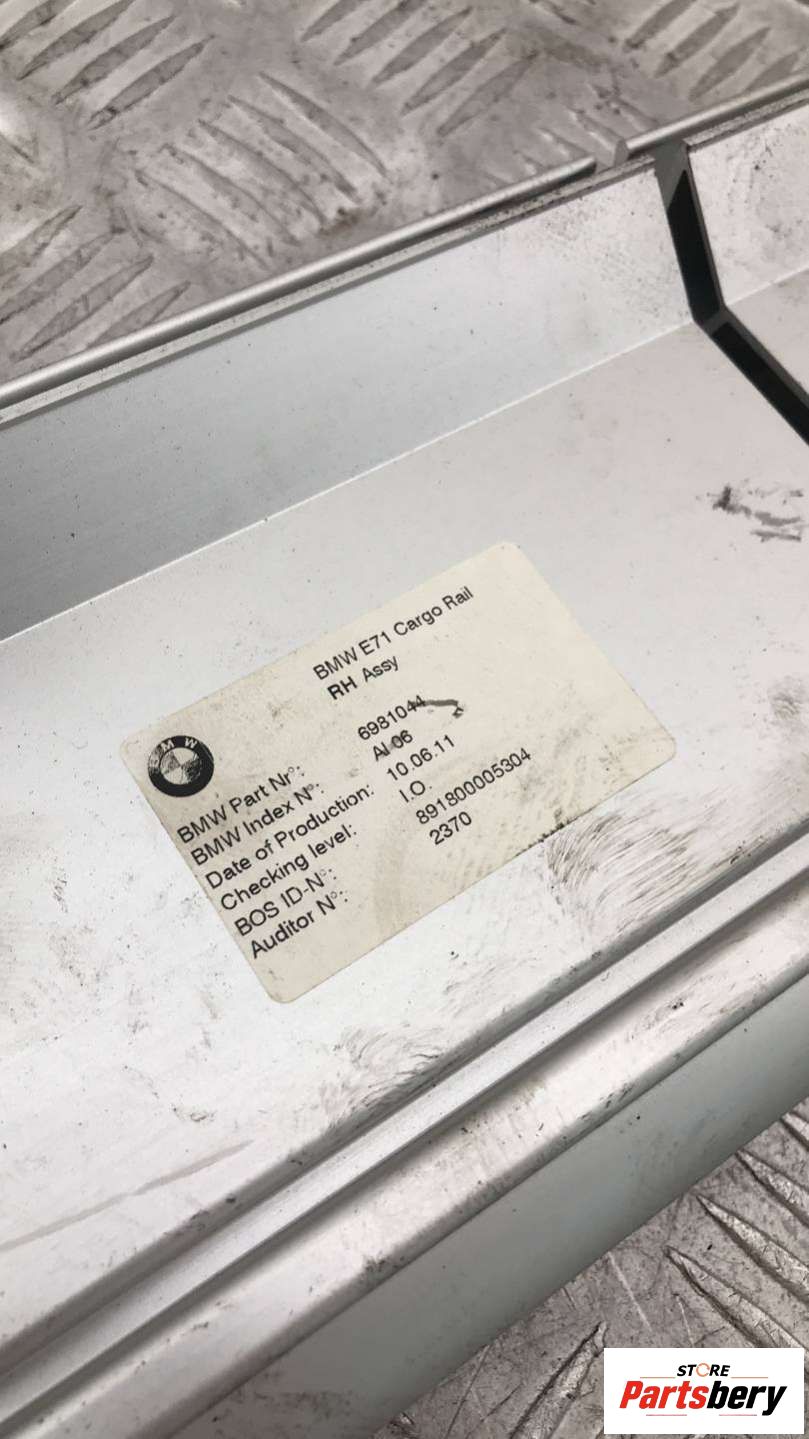 BMW E71 Cargo Rail
RH Assy
BMW
BMW Part Nr°: 6981044
BMW Index N°: AI 06
Date of Production: 10.06.11
Checking level: I.O.
BOS ID-N°: 891800005304
Auditor N°: 2370
STORE
Partsbery